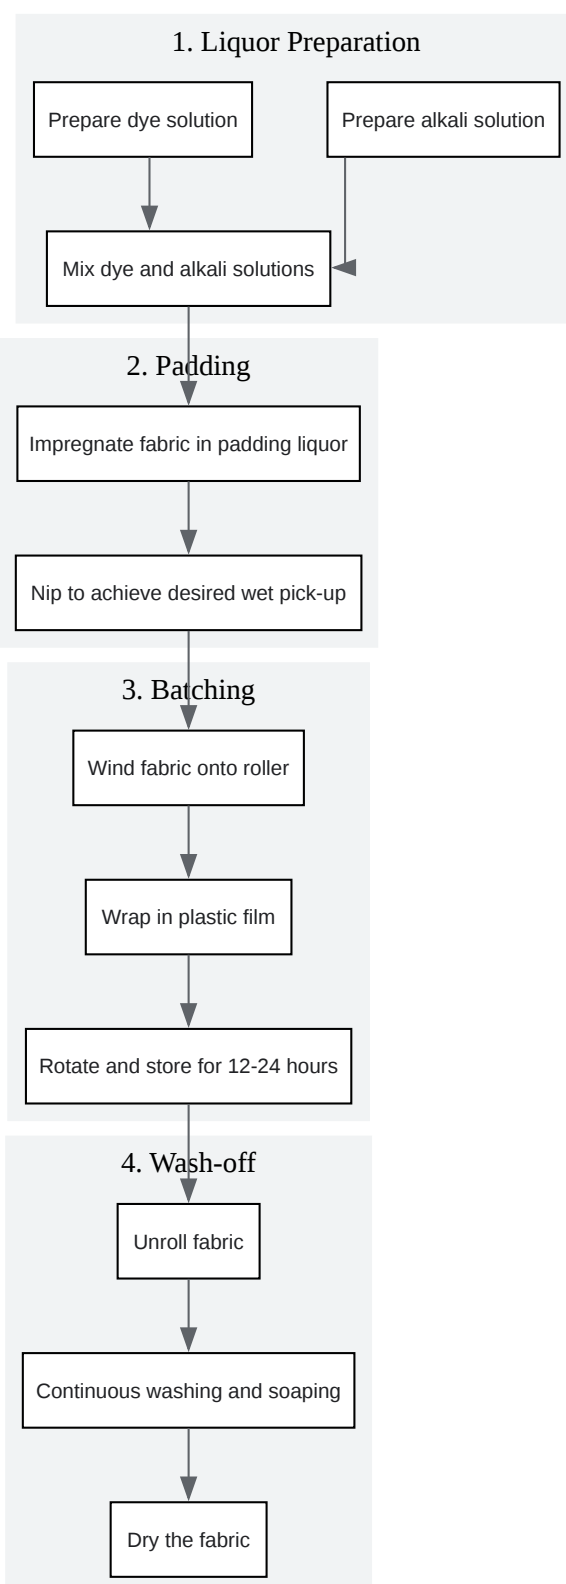 1. Liquor Preparation
Prepare dye solution
Prepare alkali solution
Mix dye and alkali solutions
2. Padding
Impregnate fabric in padding liquor
Nip to achieve desired wet pick-up
3. Batching
Wind fabric onto roller
Wrap in plastic film
Rotate and store for 12-24 hours
4. Wash-off
Unroll fabric
Continuous washing and soaping
Dry the fabric